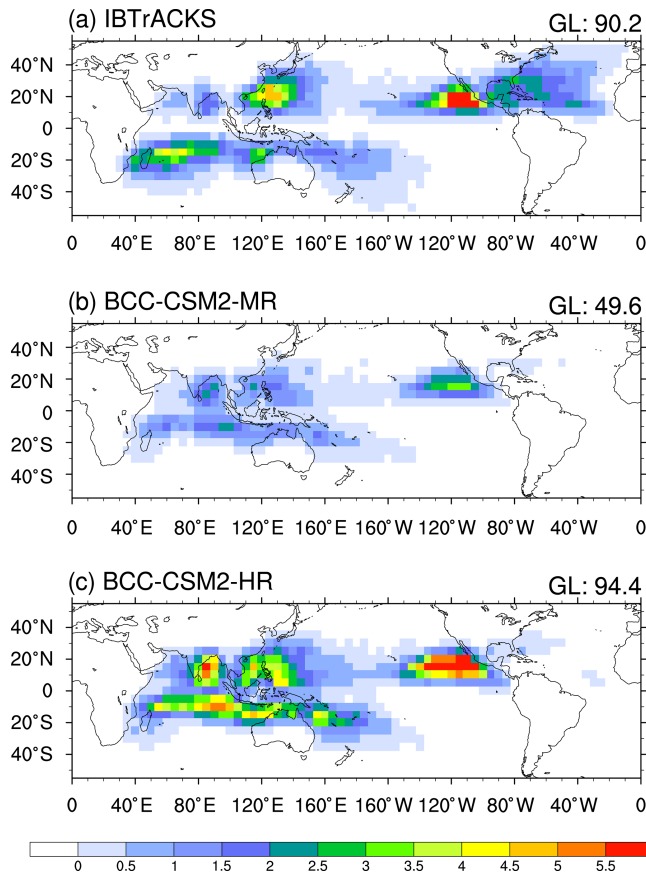 (a) IBTrACKS GL: 90.2
40°N
20°N
0
20°S
40°S
0 40°E 80°E 120°E 160°E 160°W 120°W 80°W 40°W 0
(b) BCC-CSM2-MR GL: 49.6
40°N
20°N
0
20°S
40°S
0 40°E 80°E 120°E 160°E 160°W 120°W 80°W 40°W 0
(c) BCC-CSM2-HR GL: 94.4
40°N
20°N
0
20°S
40°S
0 40°E 80°E 120°E 160°E 160°W 120°W 80°W 40°W 0
0 0.5 1 1.5 2 2.5 3 3.5 4 4.5 5 5.5